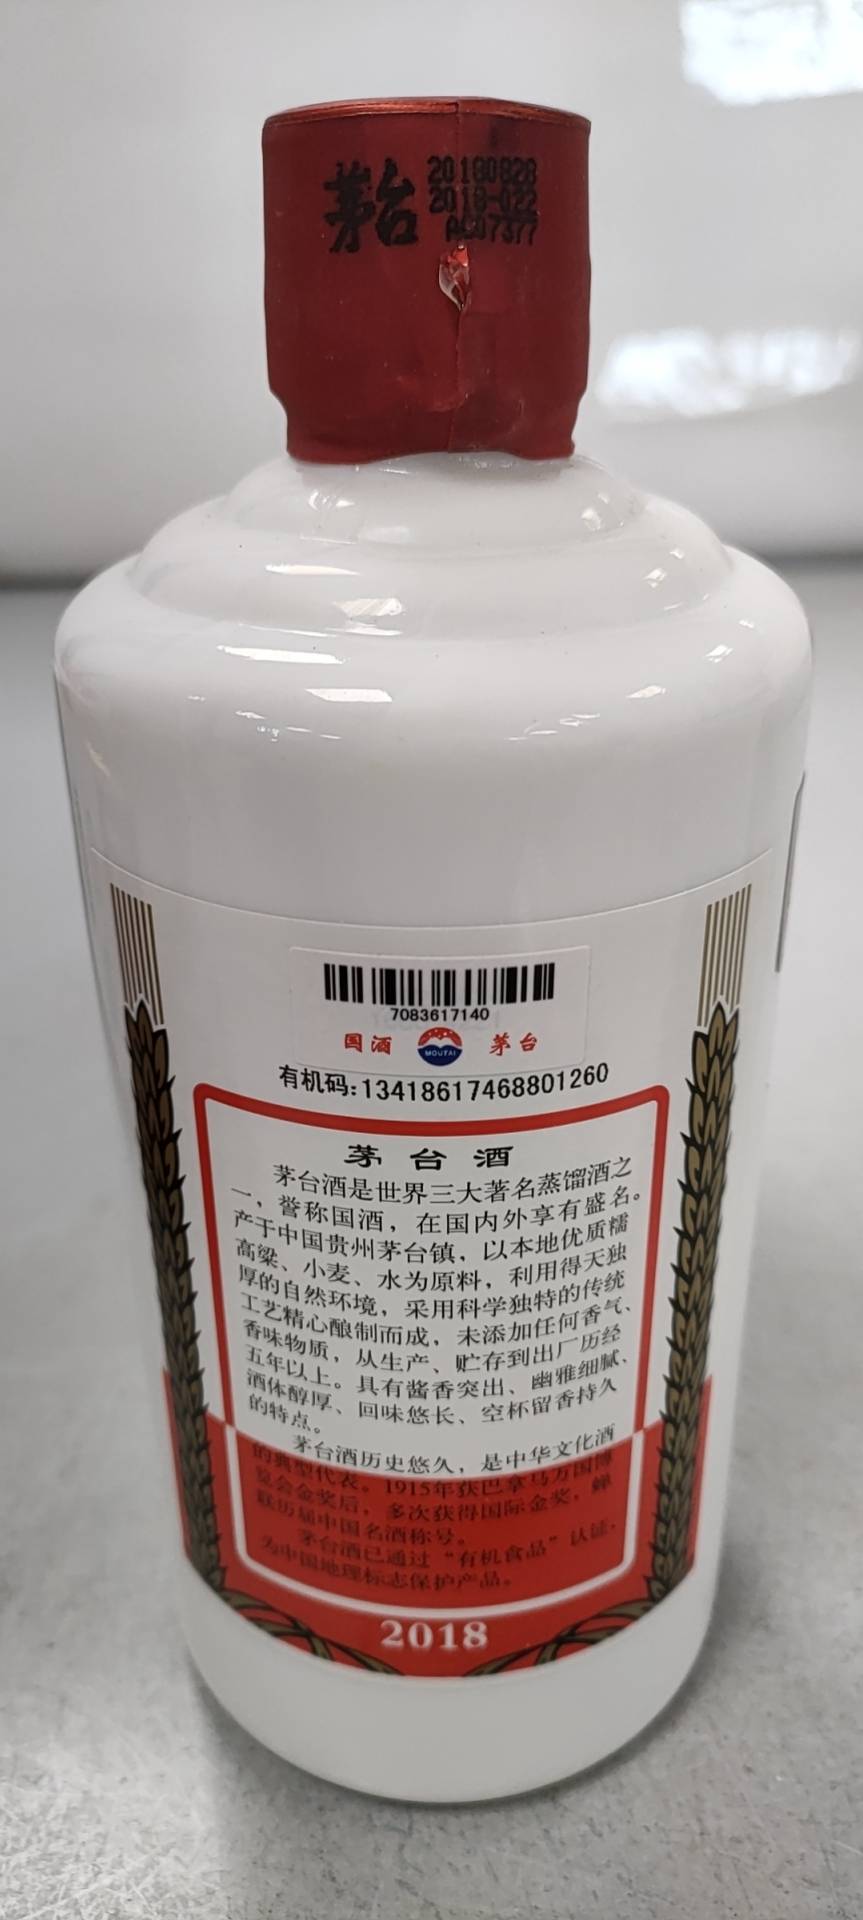 茅台
20180828
2018-022
7083617140
国酒
MOUTAI
茅台
有机码:13418617468801260
茅台酒
茅台酒是世界三大著名蒸馏酒之
一，誉称国酒，在国内外享有盛名。
产于中国贵州茅台镇，以本地优质糯
高粱、小麦、水为原料，利用得天独
厚的自然环境，采用科学独特的传统
工艺精心酿制而成，未添加任何香气、
香味物质，从生产、贮存到出厂历经
五年以上。具有酱香突出、幽雅细腻、
酒体醇厚、回味悠长、空杯留香持久
的特点。
茅台酒历史悠久，是中华文化酒
的典型代表。1915年获巴拿马万国博
览会金奖后，多次获得国际金奖，蝉
联历届中国名酒称号。
茅台酒已通过“有机食品”认证，
为中国地理标志保护产品。
2018